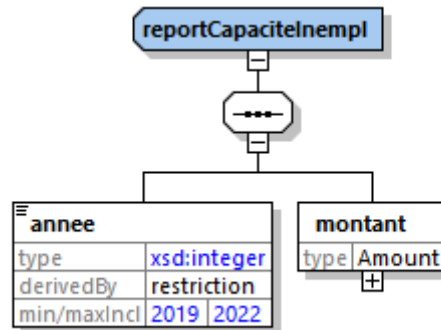 reportCapaciteInempl
annee
type xsd:integer
derivedBy restriction
min/maxIncl 2019 2022
montant
type Amount